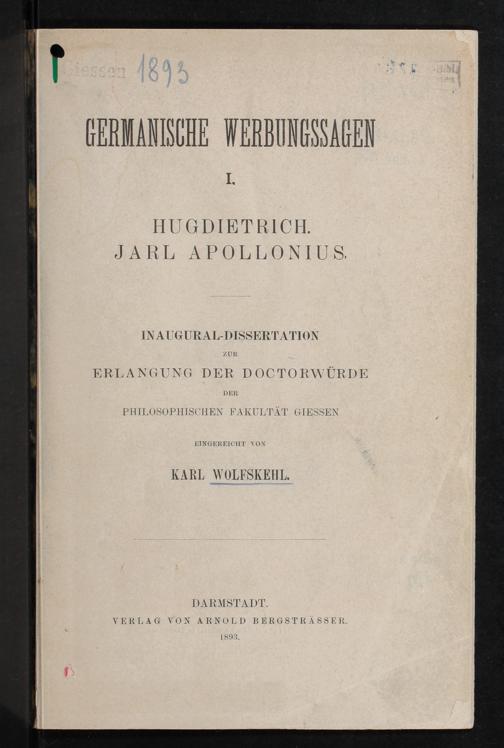 Giessen 1893
GERMANISCHE WERBUNGSSAGEN
I.
HUGDIETRICH.
JARL APOLLONIUS.
INAUGURAL-DISSERTATION
ZUR
ERLANGUNG DER DOCTORWÜRDE
DER
PHILOSOPHISCHEN FAKULTÄT GIESSEN
EINGEREICHT VON
KARL WOLFSKEHL.
DARMSTADT.
VERLAG VON ARNOLD BERGSTRÄSSER.
1893.